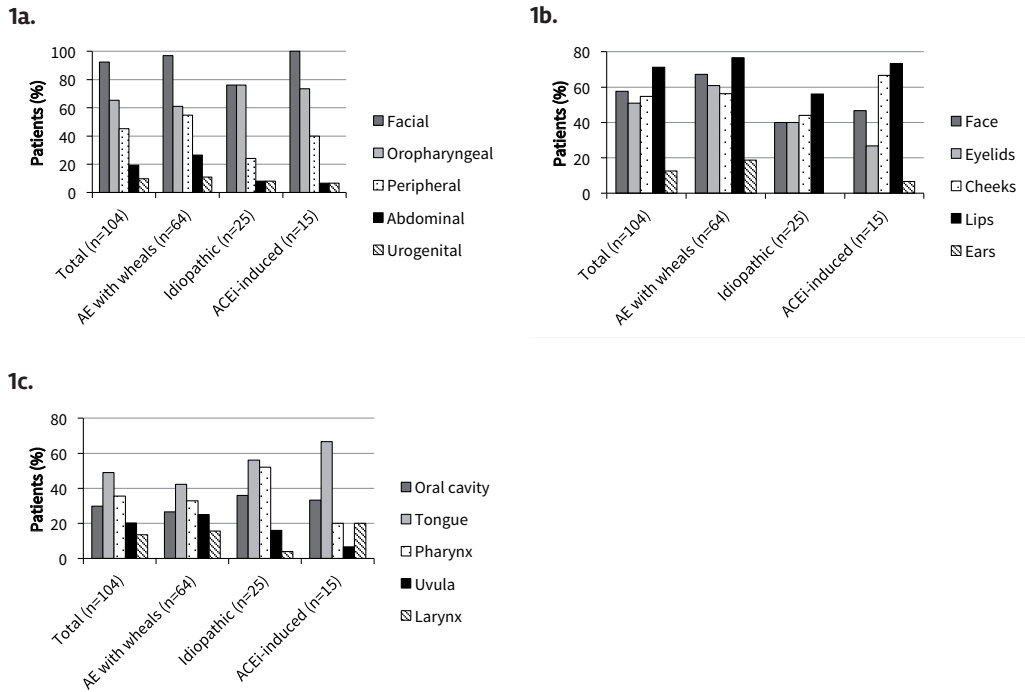 1a.
100
80
60
40
20
0
Patients (%)
Total (n=104)
AE with wheals (n=64)
Idiopathic (n=25)
ACEi-induced (n=15)
Facial
Oropharyngeal
Peripheral
Abdominal
Urogenital
1b.
80
60
40
20
0
Patients (%)
Total (n=104)
AE with wheals (n=64)
Idiopathic (n=25)
ACEi-induced (n=15)
Face
Eyelids
Cheeks
Lips
Ears
1c.
80
60
40
20
0
Patients (%)
Total (n=104)
AE with wheals (n=64)
Idiopathic (n=25)
ACEi-induced (n=15)
Oral cavity
Tongue
Pharynx
Uvula
Larynx